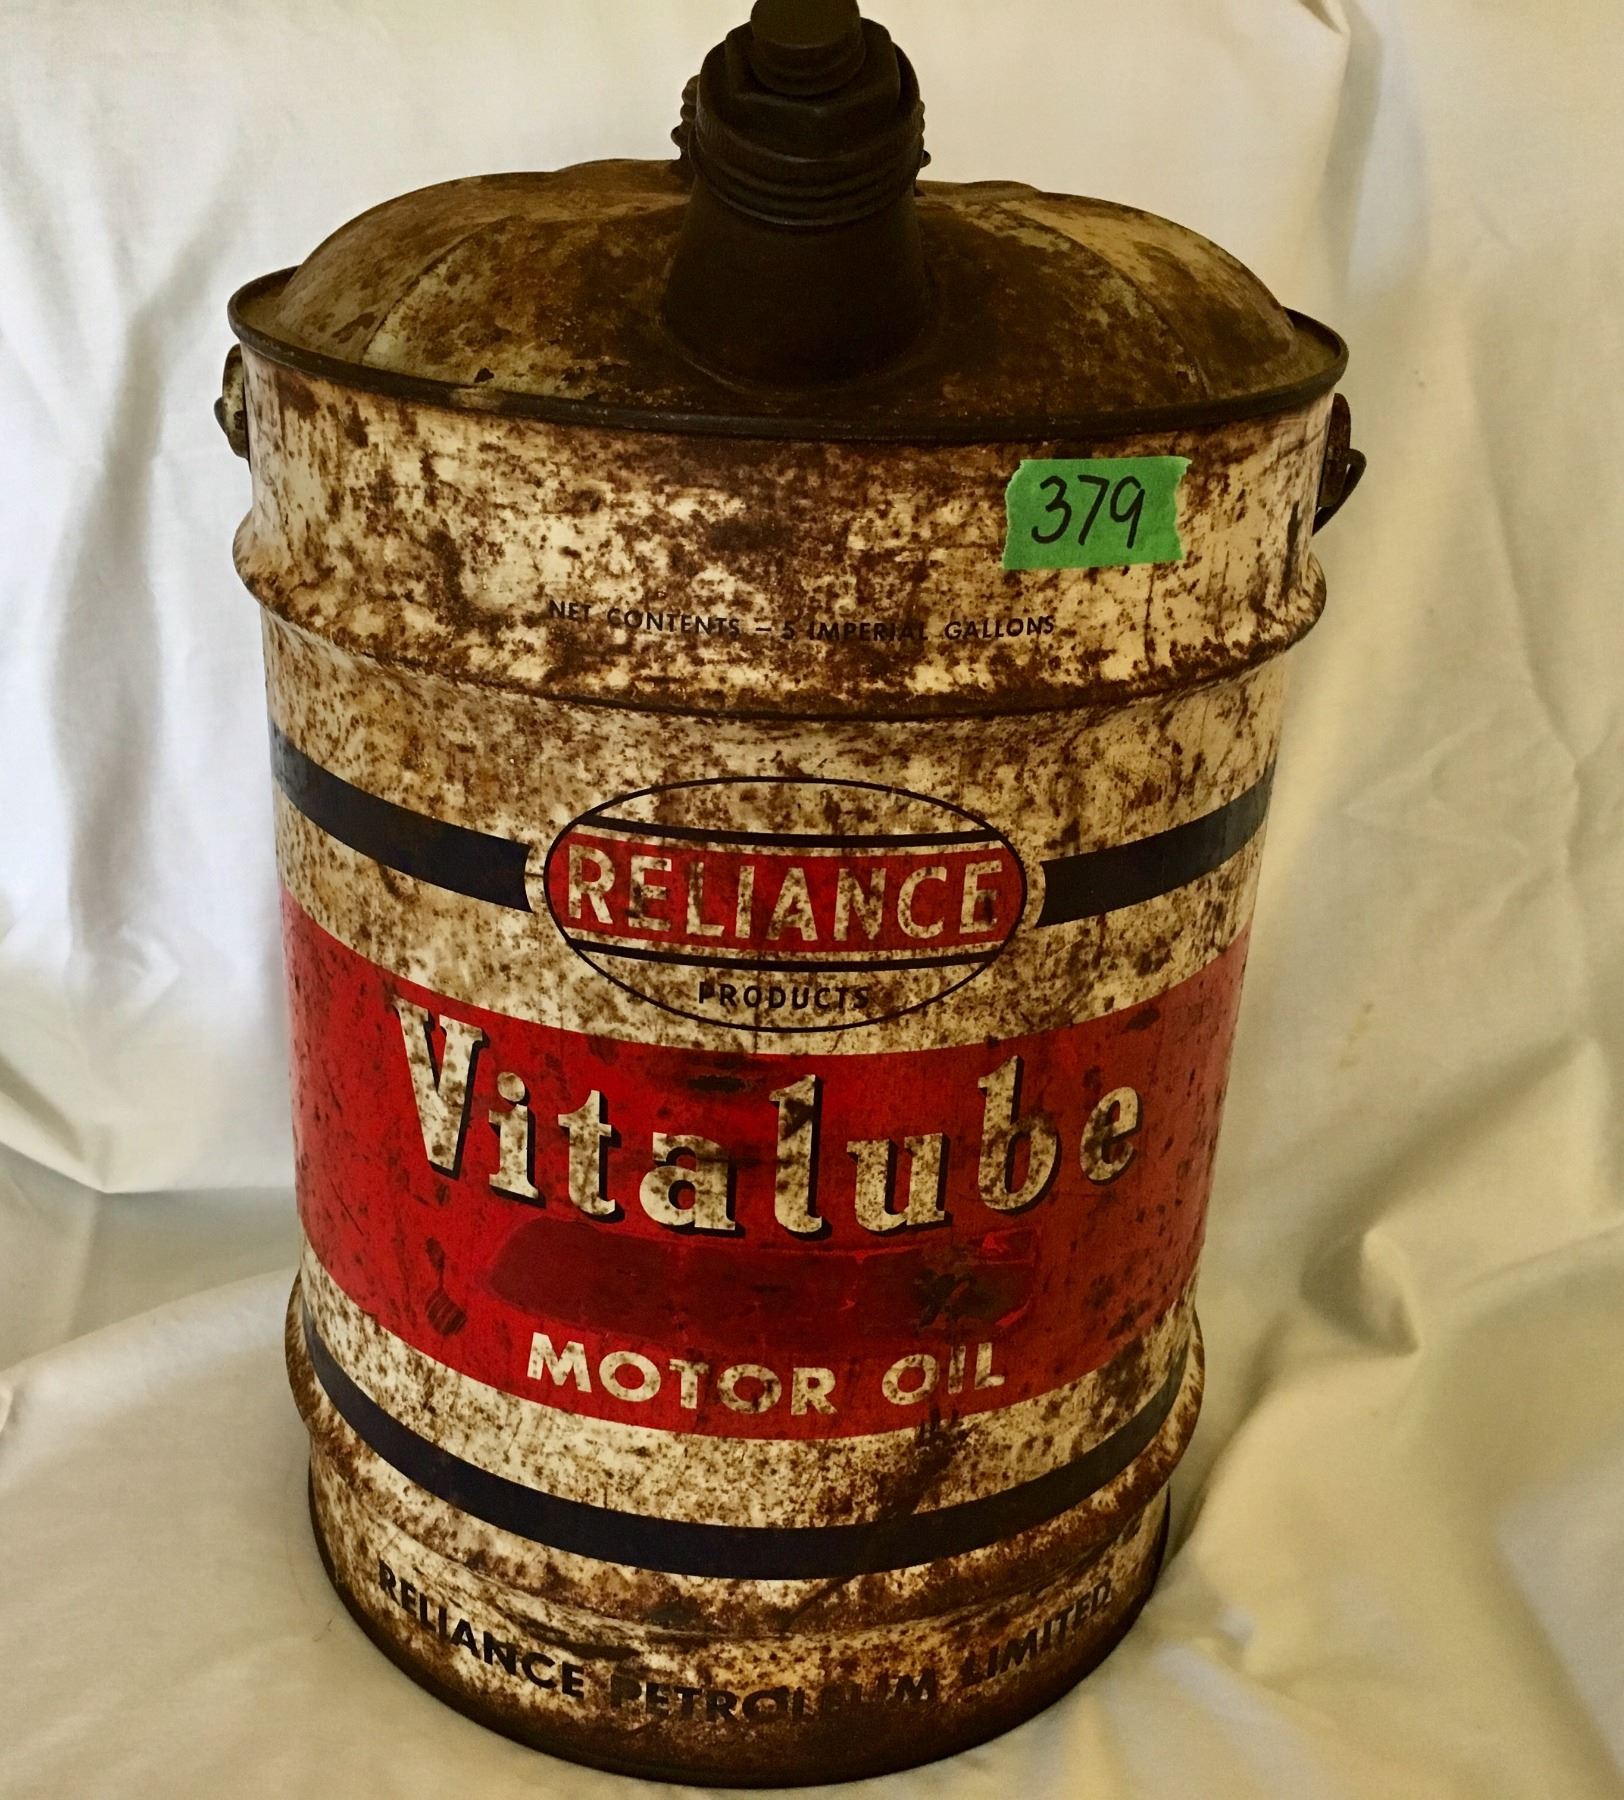 379
NET CONTENTS – 5 IMPERIAL GALLONS
RELIANCE
PRODUCTS
Vitalube
MOTOR OIL
RELIANCE PETROLEUM LIMITED.